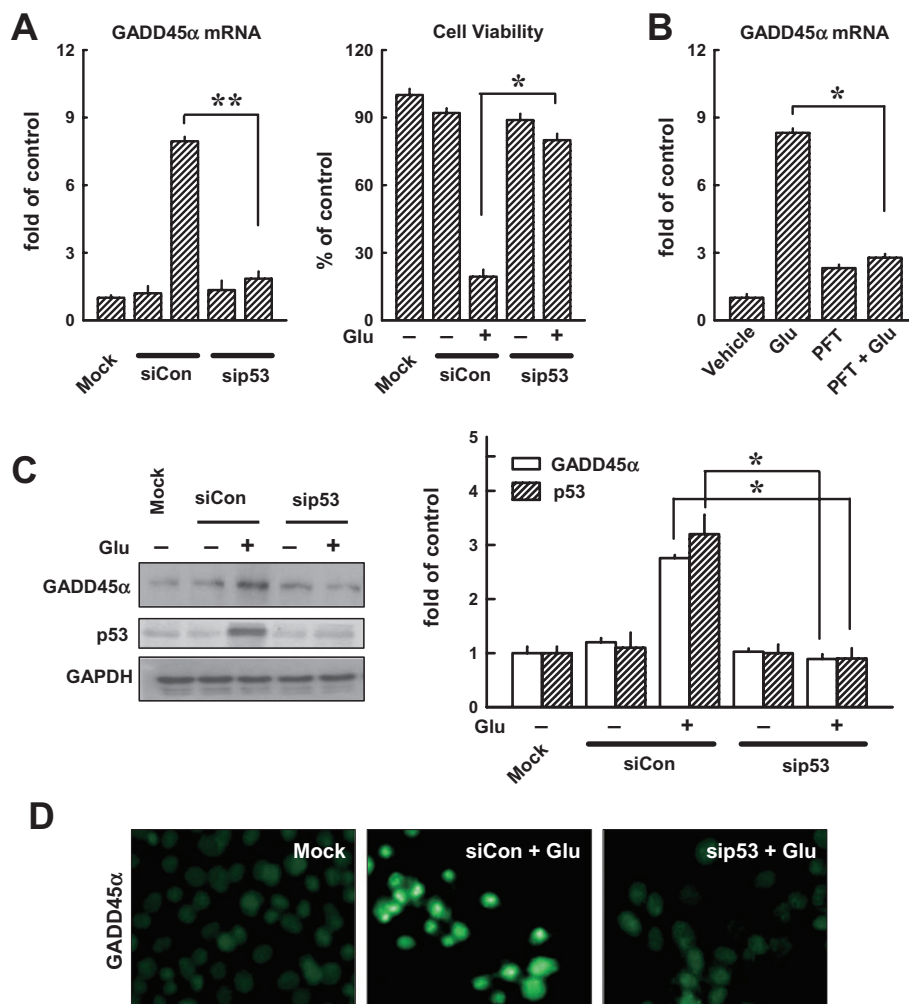 A
GADD45α mRNA
fold of control
12
9
6
3
0
**
Mock
siCon
sip53
Cell Viability
% of control
120
90
60
30
0
*
Glu − + − +
−
Mock
siCon
sip53
B
GADD45α mRNA
fold of control
12
9
6
3
0
*
Vehicle
Glu
PFT
PFT + Glu
C
Mock
siCon
sip53
Glu − − + − +
GADD45α
p53
GAPDH
fold of control
5
4
3
2
1
0
GADD45α
p53
*
*
Glu − − + − +
Mock
siCon
sip53
D
GADD45α
Mock
siCon + Glu
sip53 + Glu